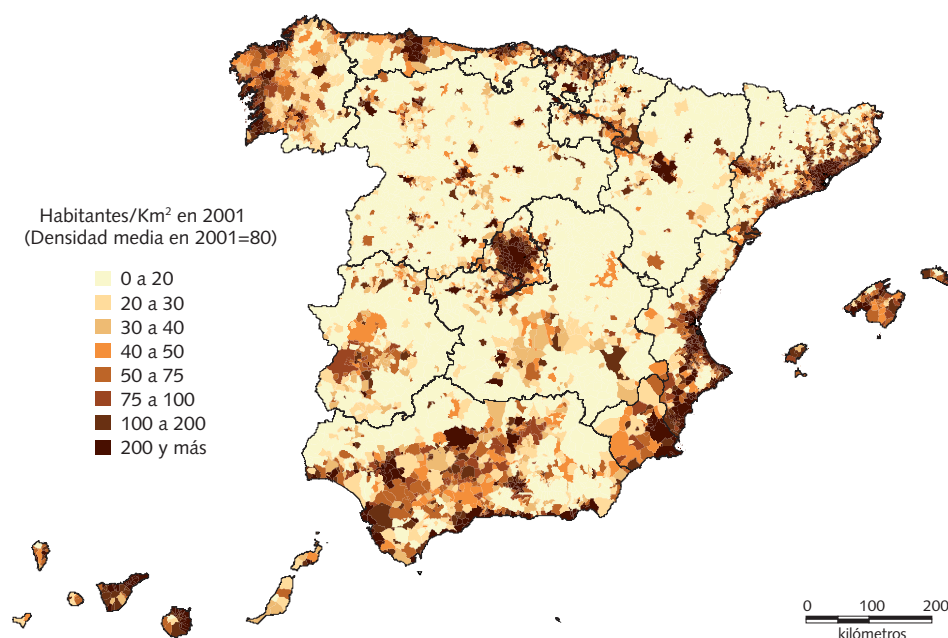 Habitantes/Km² en 2001
(Densidad media en 2001=80)
0 a 20
20 a 30
30 a 40
40 a 50
50 a 75
75 a 100
100 a 200
200 y más
0 100 200
kilómetros